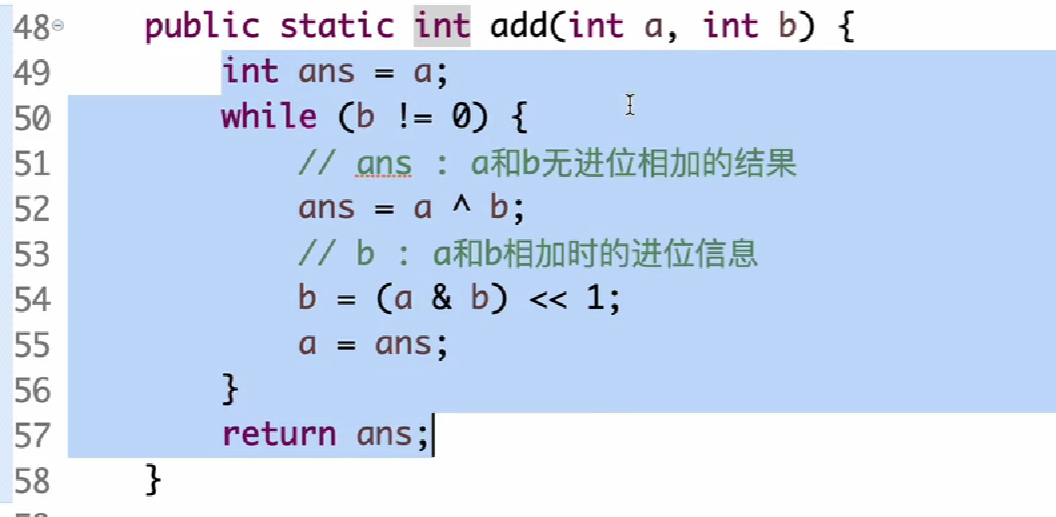 48 public static int add(int a, int b) {
49 int ans = a;
50 while (b != 0) {
51 // ans : a和b无进位相加的结果
52 ans = a ^ b;
53 // b : a和b相加时的进位信息
54 b = (a & b) << 1;
55 a = ans;
56 }
57 return ans;
58 }